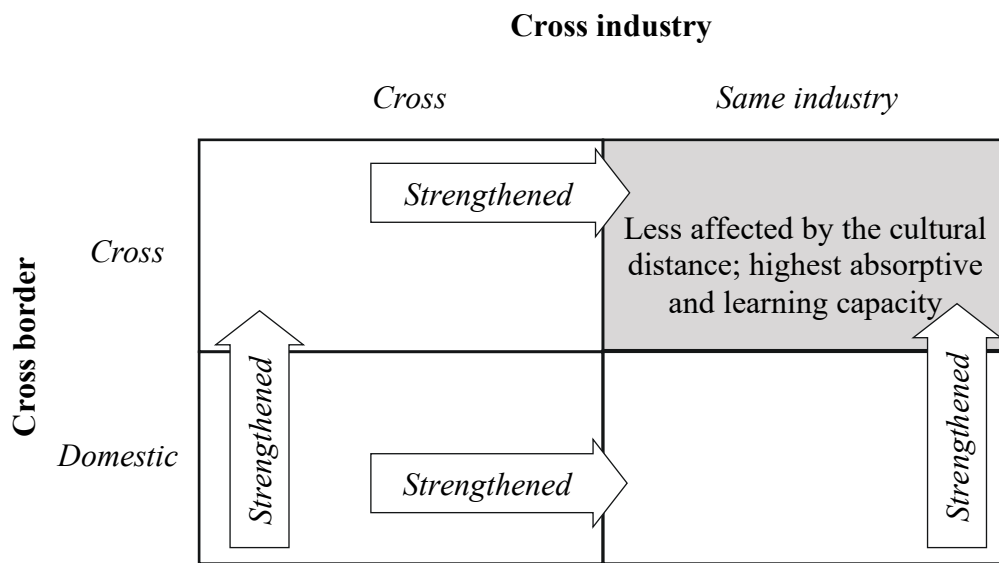 Cross industry
Cross
Same industry
Strengthened
Less affected by the cultural
distance; highest absorptive
and learning capacity
Cross
Cross border
Strengthened
Strengthened
Domestic
Strengthened